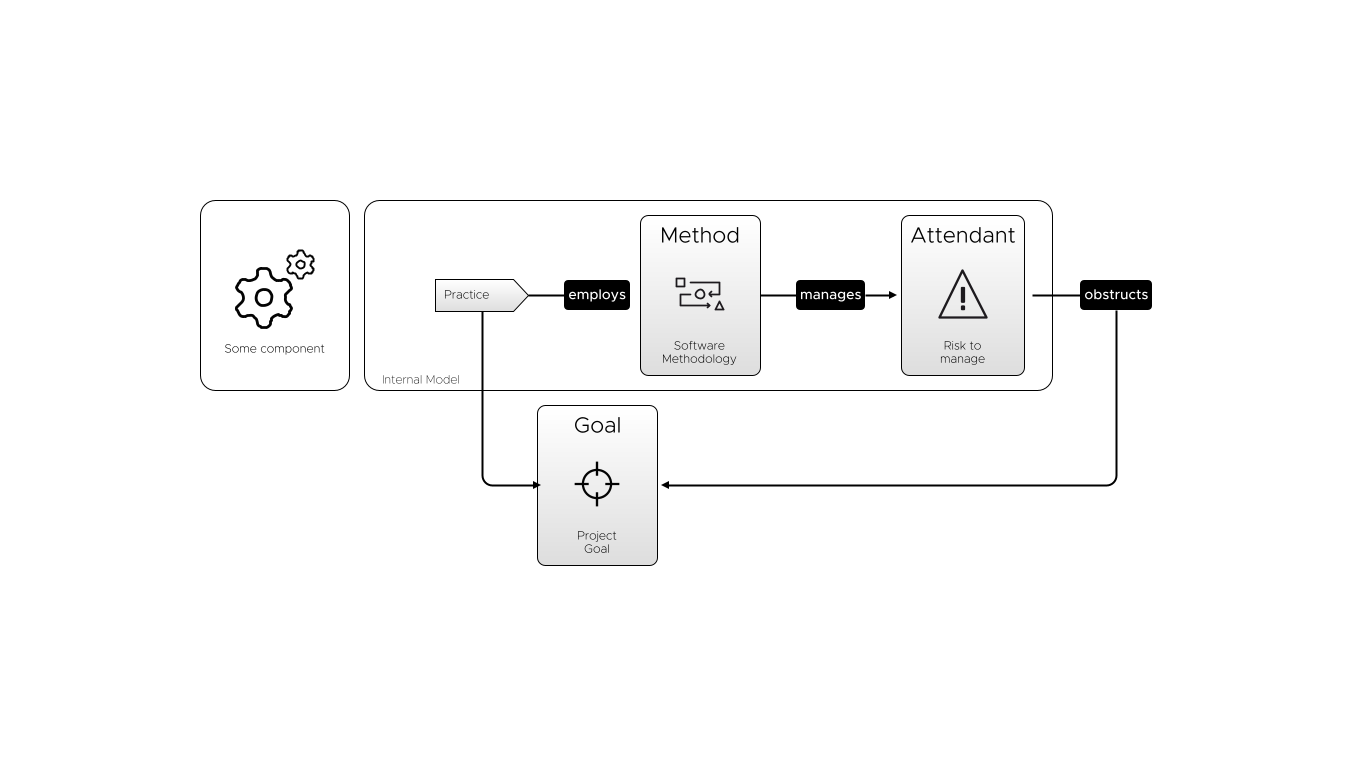 Some component
Internal Model
Practice
employs
Method
Software
Methodology
manages
Attendant
Risk to
manage
obstructs
Goal
Project
Goal